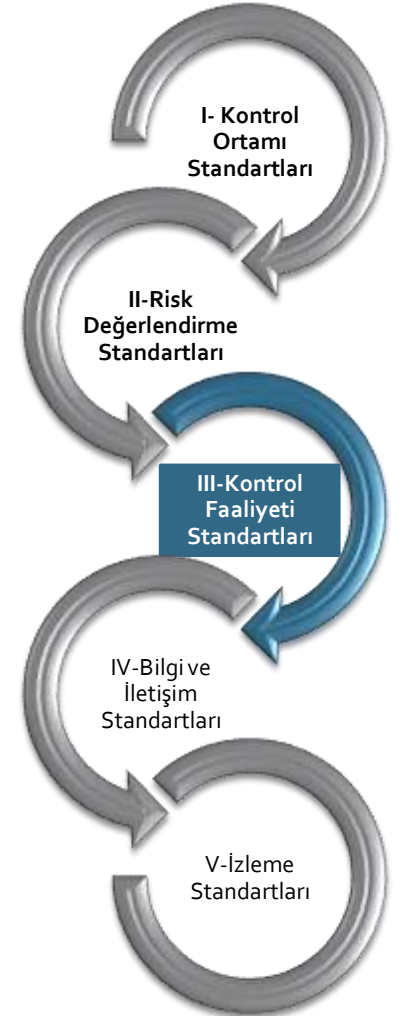 I- Kontrol
Ortamı
Standartları
II-Risk
Değerlendirme
Standartları
III-Kontrol
Faaliyeti
Standartları
IV-Bilgi ve
İletişim
Standartları
V-İzleme
Standartları